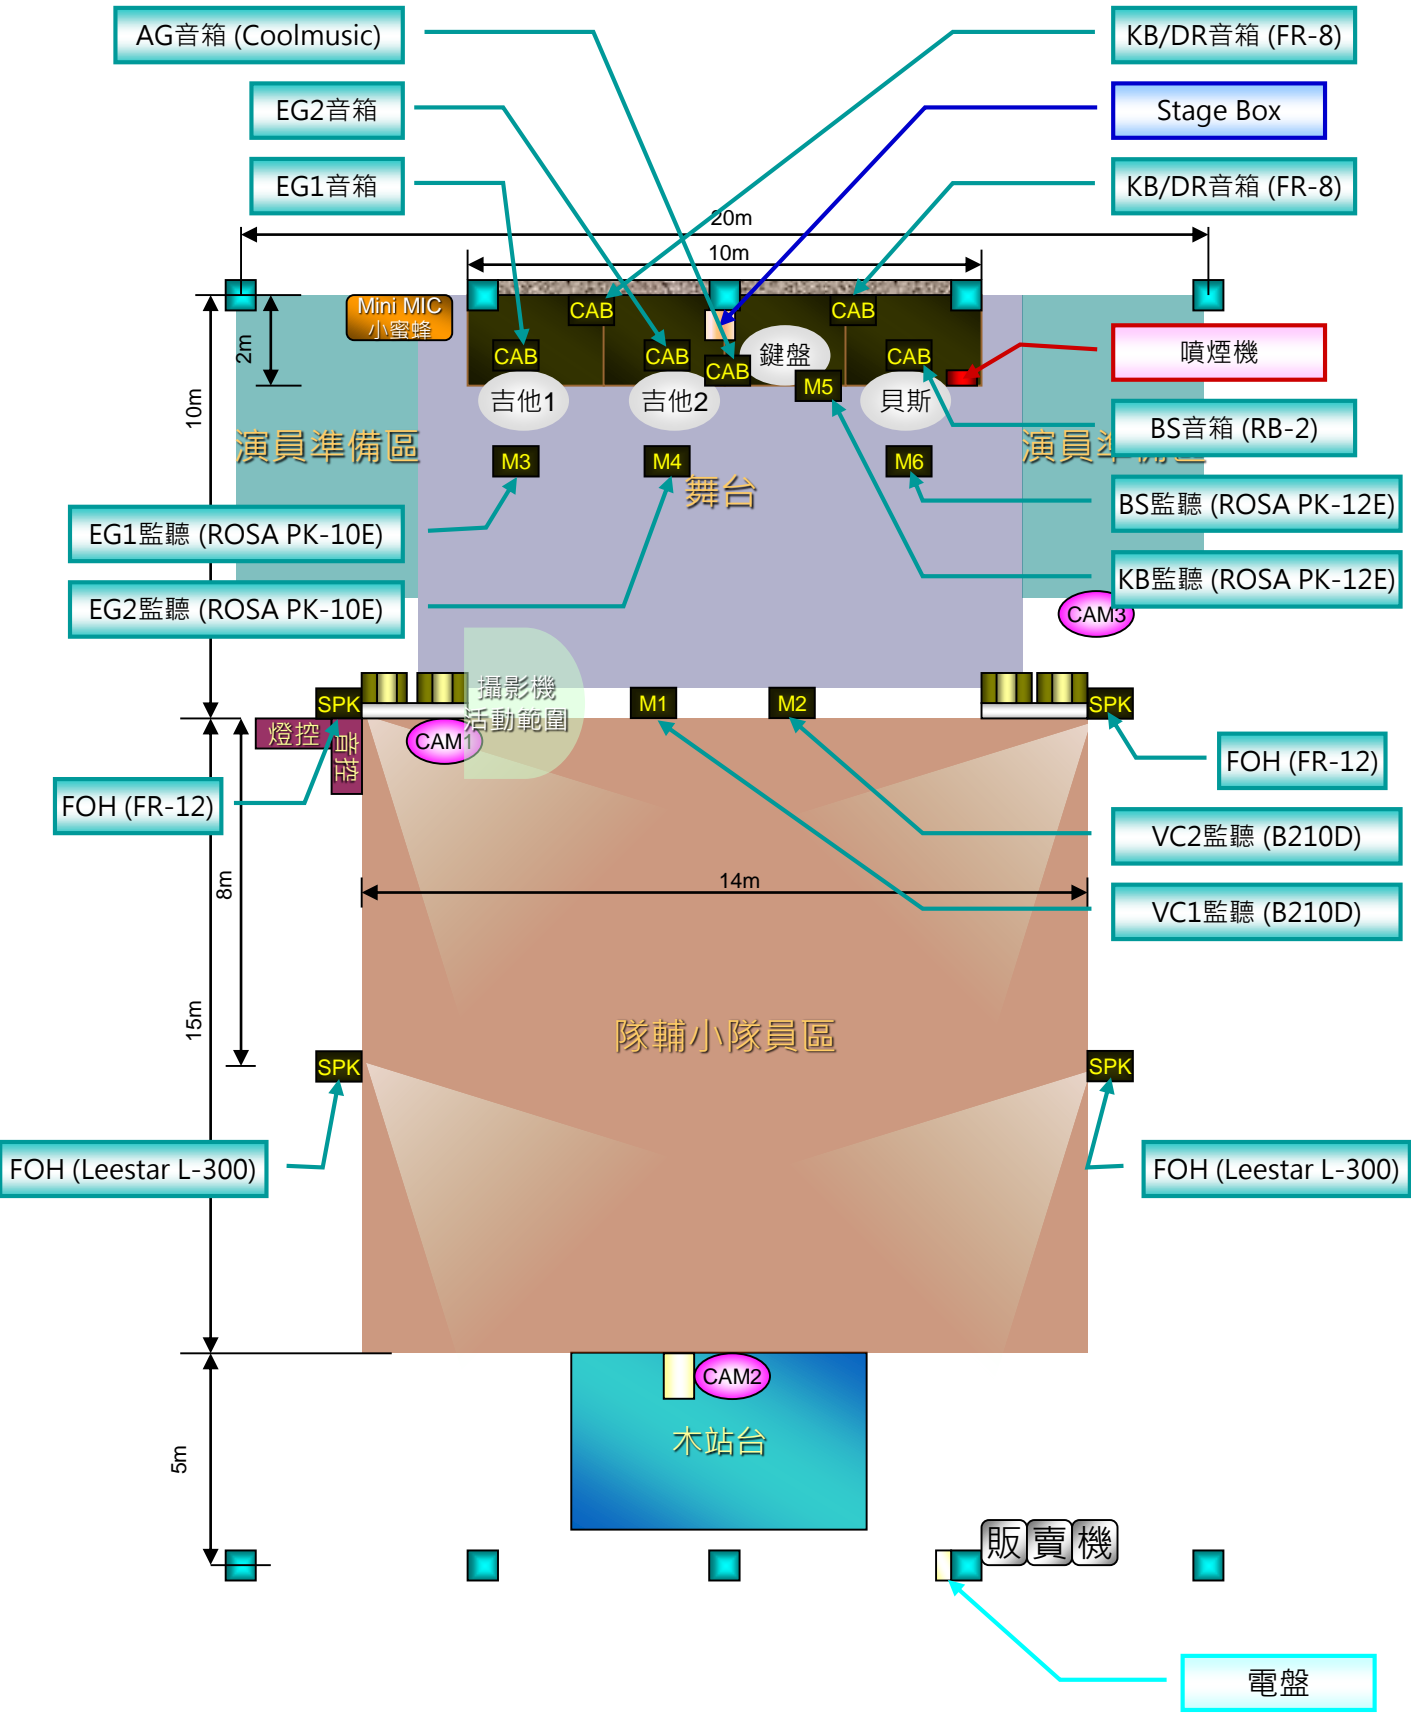 AG音箱 (Coolmusic)
KB/DR音箱 (FR-8)
EG2音箱
Stage Box
EG1音箱
KB/DR音箱 (FR-8)
20m
10m
Mini MIC
小蜜蜂
CAB
CAB
2m
CAB
CAB
CAB
鍵盤
CAB
噴煙機
M5
吉他1
吉他2
貝斯
10m
BS音箱 (RB-2)
演員準備區
演員準備區
M3
M4
M6
舞台
BS監聽 (ROSA PK-12E)
EG1監聽 (ROSA PK-10E)
KB監聽 (ROSA PK-12E)
EG2監聽 (ROSA PK-10E)
CAM3
攝影機
活動範圍
SPK
M1
M2
SPK
燈控
音控
CAM1
FOH (FR-12)
FOH (FR-12)
VC2監聽 (B210D)
8m
14m
VC1監聽 (B210D)
15m
隊輔小隊員區
SPK
SPK
FOH (Leestar L-300)
FOH (Leestar L-300)
CAM2
木站台
5m
販賣機
電盤